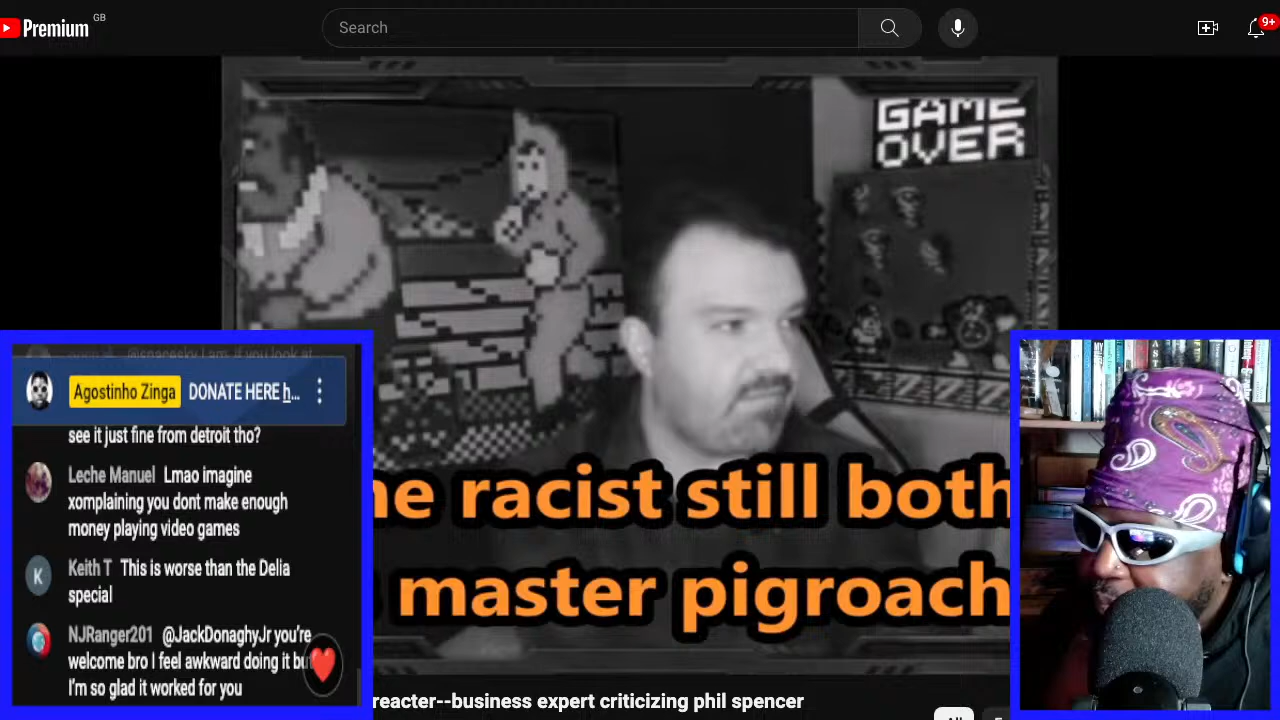 Premium GB
Search
9+
GAME
OVER
Agostinho Zinga DONATE HERE h...
see it just fine from detroit tho?
Leche Manuel Lmao imagine
xomplaining you dont make enough
money playing video games
K
Keith T This is worse than the Delia
special
NJRanger201 @JackDonaghyJr you're
welcome bro I feel awkward doing it bu
I'm so glad it worked for you
he racist still both
master pigroach
reacter--business expert criticizing phil spencer
All